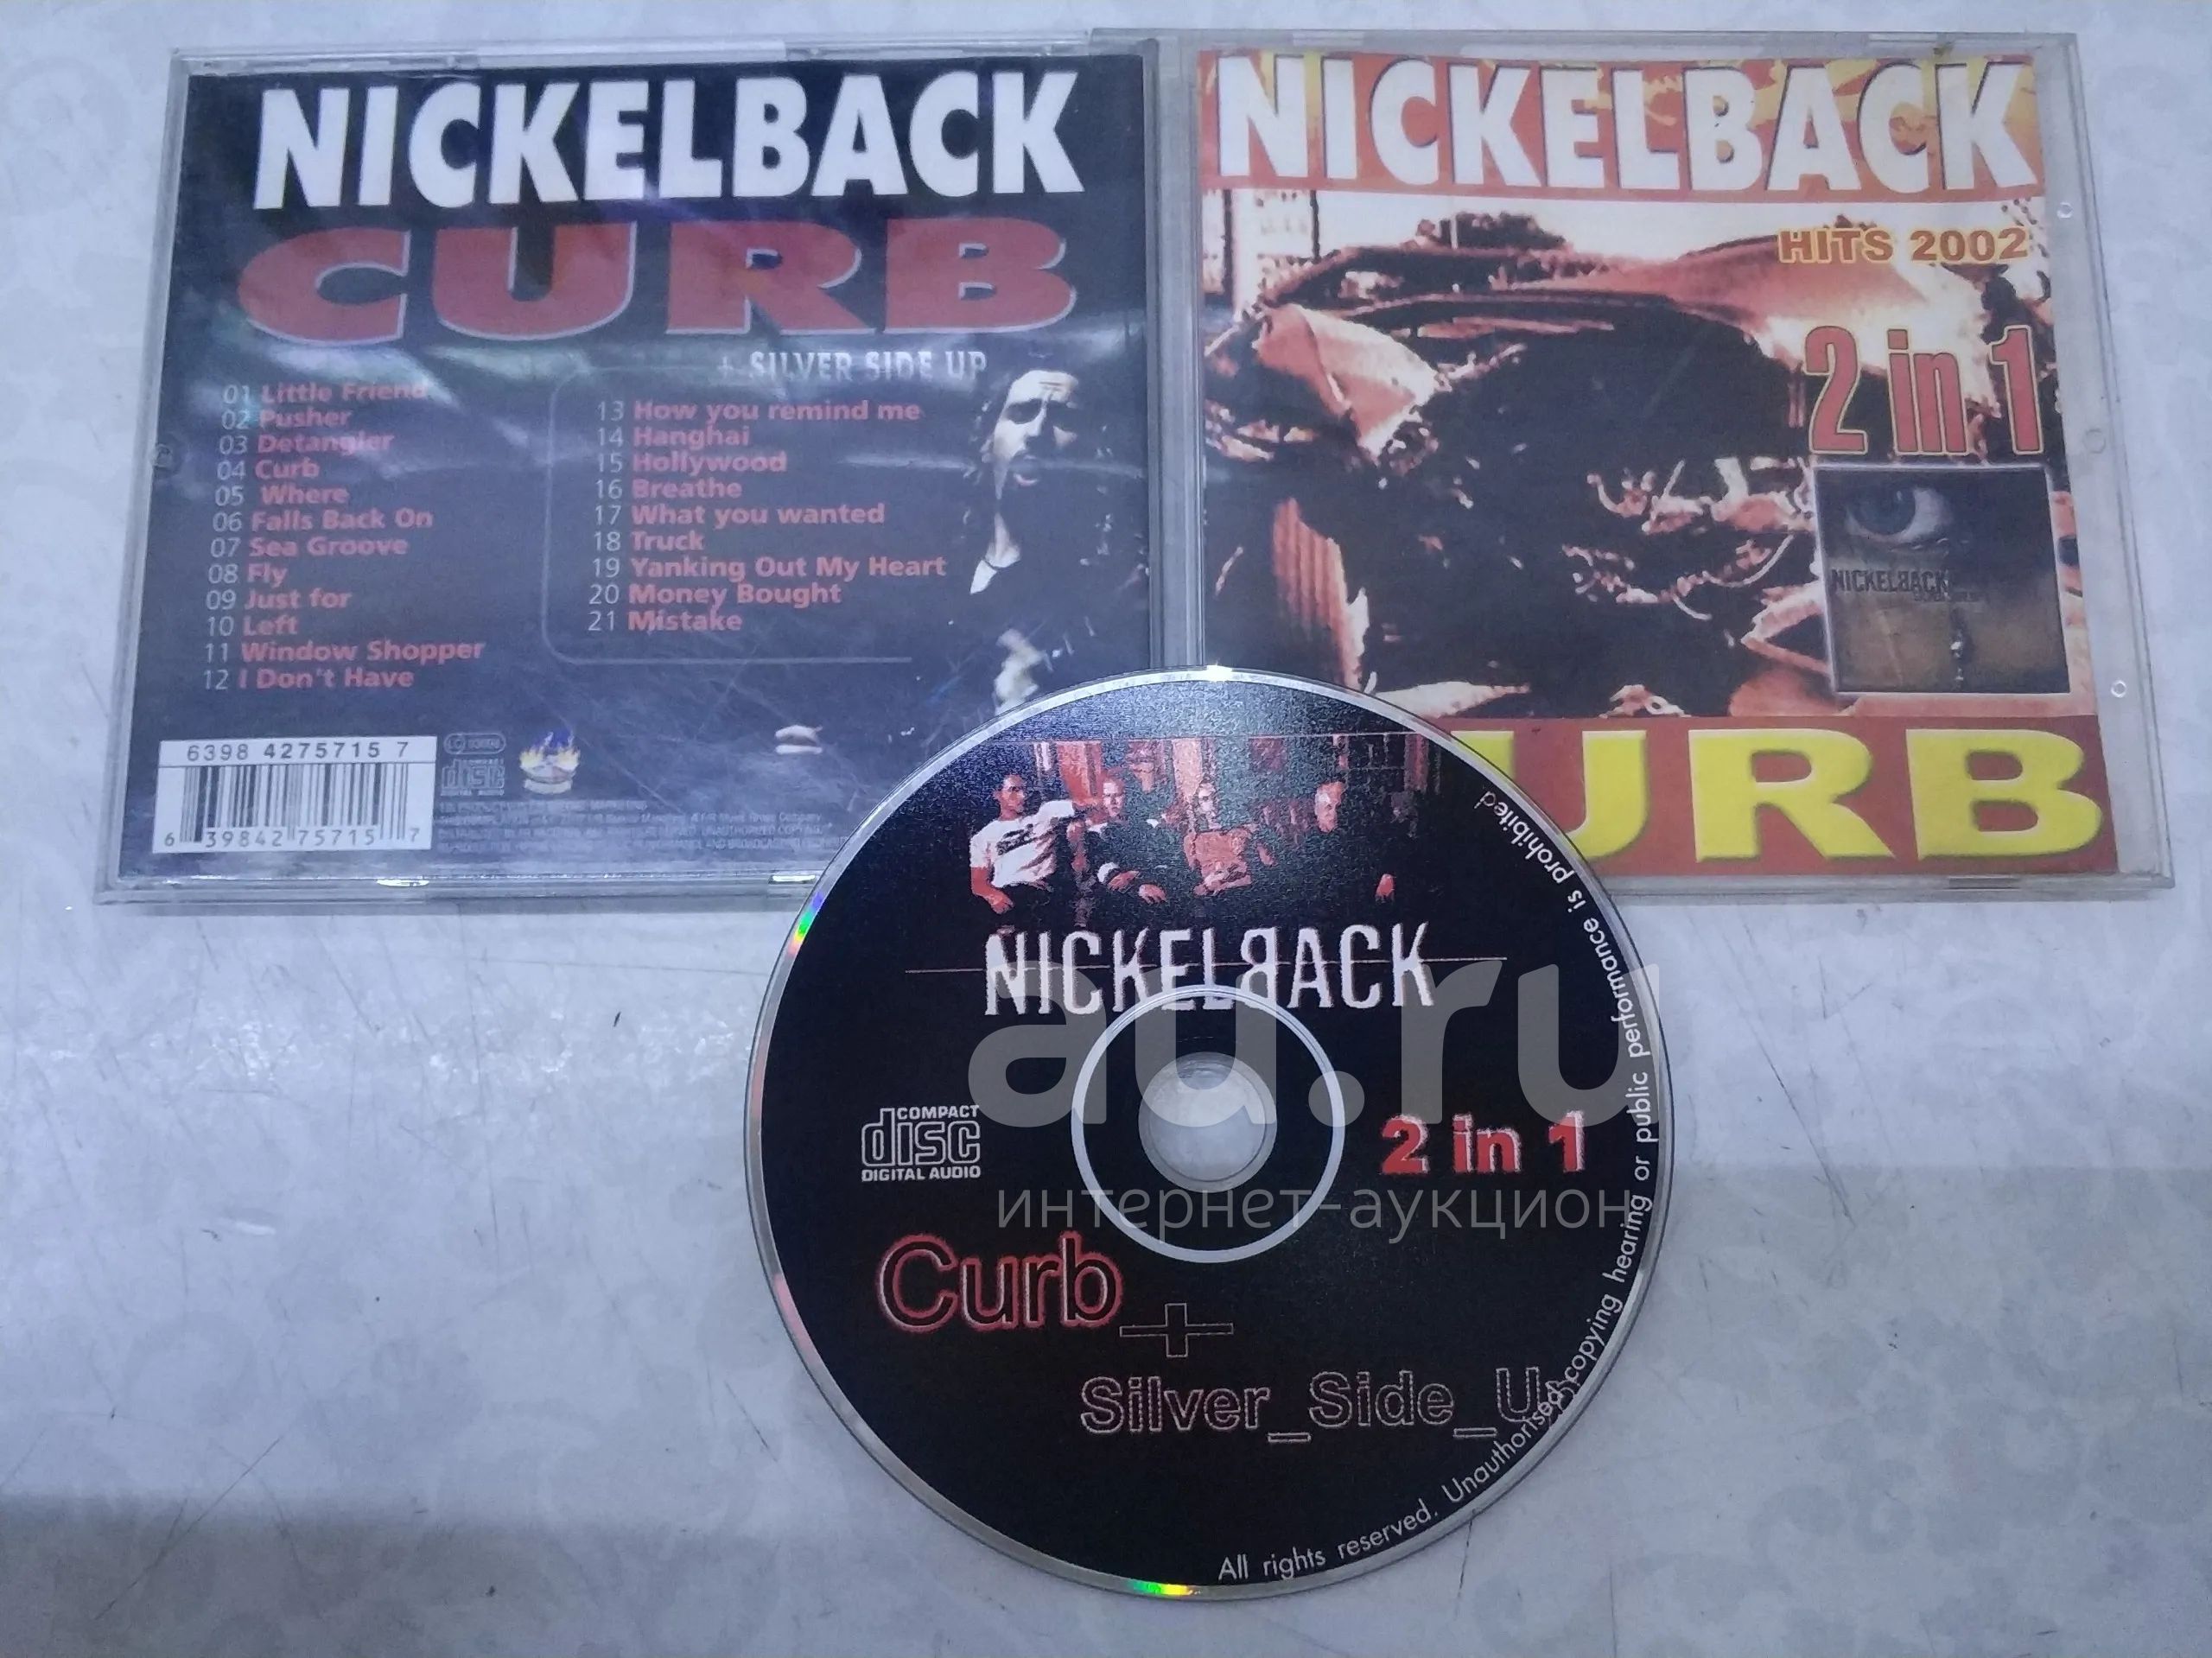 NICKELBACK
CURB
+ SILVER SIDE UP
01 Little Friend
02 Pusher
03 Detangler
04 Curb
05 Where
06 Falls Back On
07 Sea Groove
08 Fly
09 Just for
10 Left
11 Window Shopper
12 I Don't Have
13 How you remind me
14 Hanghai
15 Hollywood
16 Breathe
17 What you wanted
18 Truck
19 Yanking Out My Heart
20 Money Bought
21 Mistake
6398 4275715 7
6 39842 75715 7
COMPACT
disc
DIGITAL AUDIO
NICKELBACK
HITS 2002
2 in 1
NICKELBACK
URB
NICKELBACK
COMPACT
disc
DIGITAL AUDIO
2 in 1
Curb
+
Silver_Side_Up
All rights reserved. Unauthorised copying hearing or public performance is prohibited
au.ru
интернет-аукцион